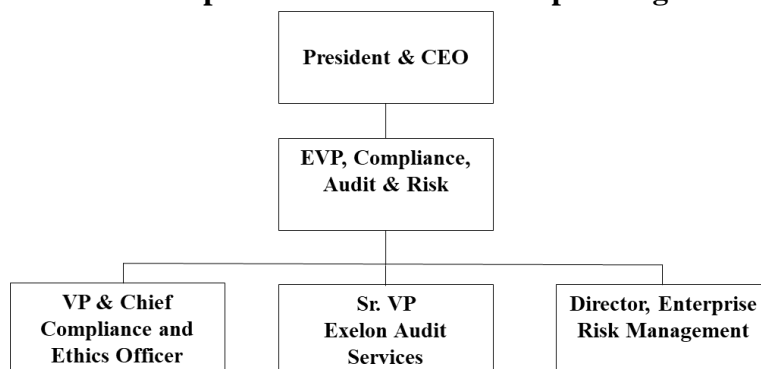 President & CEO
EVP, Compliance,
Audit & Risk
VP & Chief
Compliance and
Ethics Officer
Sr. VP
Exelon Audit
Services
Director, Enterprise
Risk Management